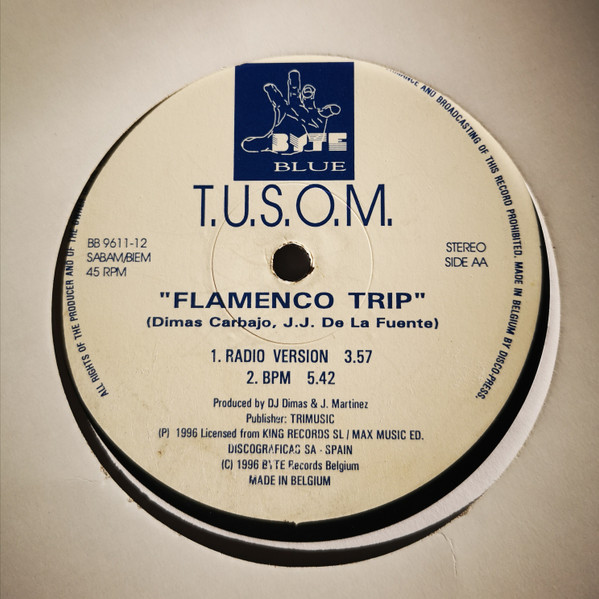 BYTE
BLUE
T.U.S.O.M.
BB 9611-12
SABAM/BIEM
45 RPM
STEREO
SIDE AA
"FLAMENCO TRIP"
(Dimas Carbajo, J.J. De La Fuente)
1. RADIO VERSION 3.57
2. BPM 5.42
Produced by DJ Dimas & J. Martinez
Publisher: TRIMUSIC
(P) 1996 Licensed from KING RECORDS SL / MAX MUSIC ED.
DISCOGRAFICAS SA - SPAIN
(C) 1996 BYTE Records Belgium
MADE IN BELGIUM
ALL RIGHTS OF THE PRODUCER AND OF THE
AND BROADCASTING OF THIS RECORD PROHIBITED. MADE IN BELGIUM BY DISCO-PRESS.